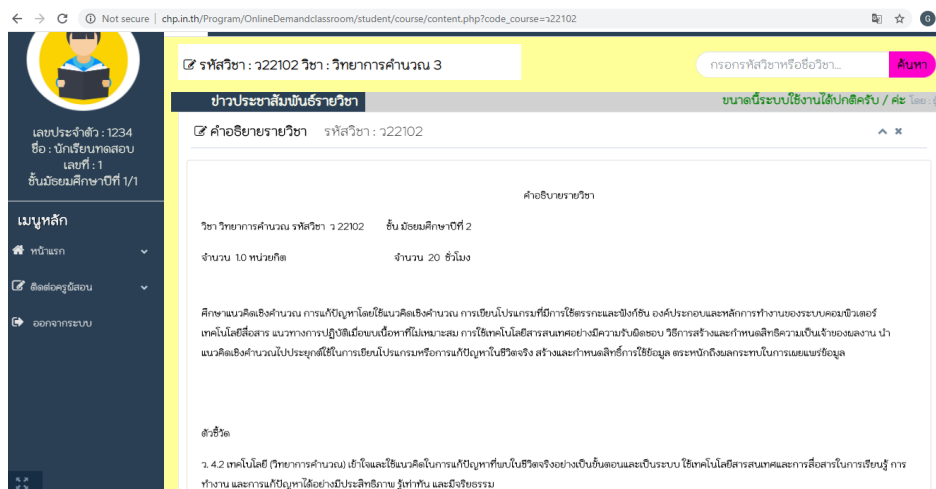 Not secure | chp.in.th/Program/OnlineDemandclassroom/student/course/content.php?code_course=ว22102
G
รหัสวิชา : ว22102 วิชา : วิทยาการคำนวณ 3
กรอกรหัสวิชาหรือชื่อวิชา...
ค้นหา
ข่าวประชาสัมพันธ์รายวิชา
ขนาดนี้ระบบใช้งานได้ปกติครับ / ค่ะ โดย :
คำอธิยายรายวิชา รหัสวิชา : ว22102
เลขประจำตัว : 1234
ชื่อ : นักเรียนทดสอบ
เลขที่ : 1
ชั้นมัธยมศึกษาปีที่ 1/1
เมนูหลัก
หน้าแรก
ติดต่อครูผู้สอน
ออกจากระบบ
คำอธิบายรายวิชา
วิชา วิทยาการคำนวณ รหัสวิชา ว 22102 ชั้น มัธยมศึกษาปีที่ 2
จำนวน 1.0 หน่วยกิต จำนวน 20 ชั่วโมง
ศึกษาแนวคิดเชิงคำนวณ การแก้ปัญหาโดยใช้แนวคิดเชิงคำนวณ การเขียนโปรแกรมที่มีการใช้ตรรกะและฟังก์ชัน องค์ประกอบและหลักการทำงานของระบบคอมพิวเตอร์
เทคโนโลยีสื่อสาร แนวทางการปฏิบัติเมื่อพบเนื้อหาที่ไม่เหมาะสม การใช้เทคโนโลยีสารสนเทศอย่างมีความรับผิดชอบ วิธีการสร้างและกำหนดสิทธิความเป็นเจ้าของผลงาน นำ
แนวคิดเชิงคำนวณไปประยุกต์ใช้ในการเขียนโปรแกรมหรือการแก้ปัญหาในชีวิตจริง สร้างและกำหนดสิทธิ์การใช้ข้อมูล ตระหนักถึงผลกระทบในการเผยแพร่ข้อมูล
ตัวชี้วัด
ว. 4.2 เทคโนโลยี (วิทยาการคำนวณ) เข้าใจและใช้แนวคิดในการแก้ปัญหาที่พบในชีวิตจริงอย่างเป็นขั้นตอนและเป็นระบบ ใช้เทคโนโลยีสารสนเทศและการสื่อสารในการเรียนรู้ การ
ทำงาน และการแก้ปัญหาได้อย่างมีประสิทธิภาพ รู้เท่าทัน และมีจริยธรรม